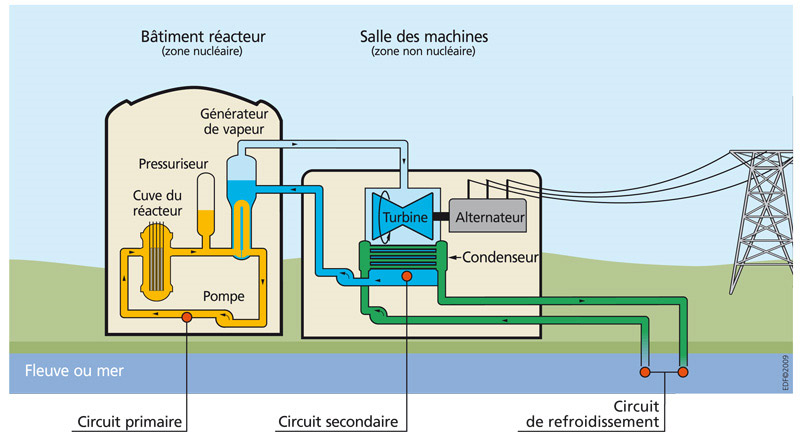 Bâtiment réacteur
(zone nucléaire)
Salle des machines
(zone non nucléaire)
Générateur
de vapeur
Pressuriseur
Cuve du
réacteur
Turbine
Alternateur
Condenseur
Pompe
Fleuve ou mer
EDF©2009
Circuit primaire
Circuit secondaire
Circuit
de refroidissement